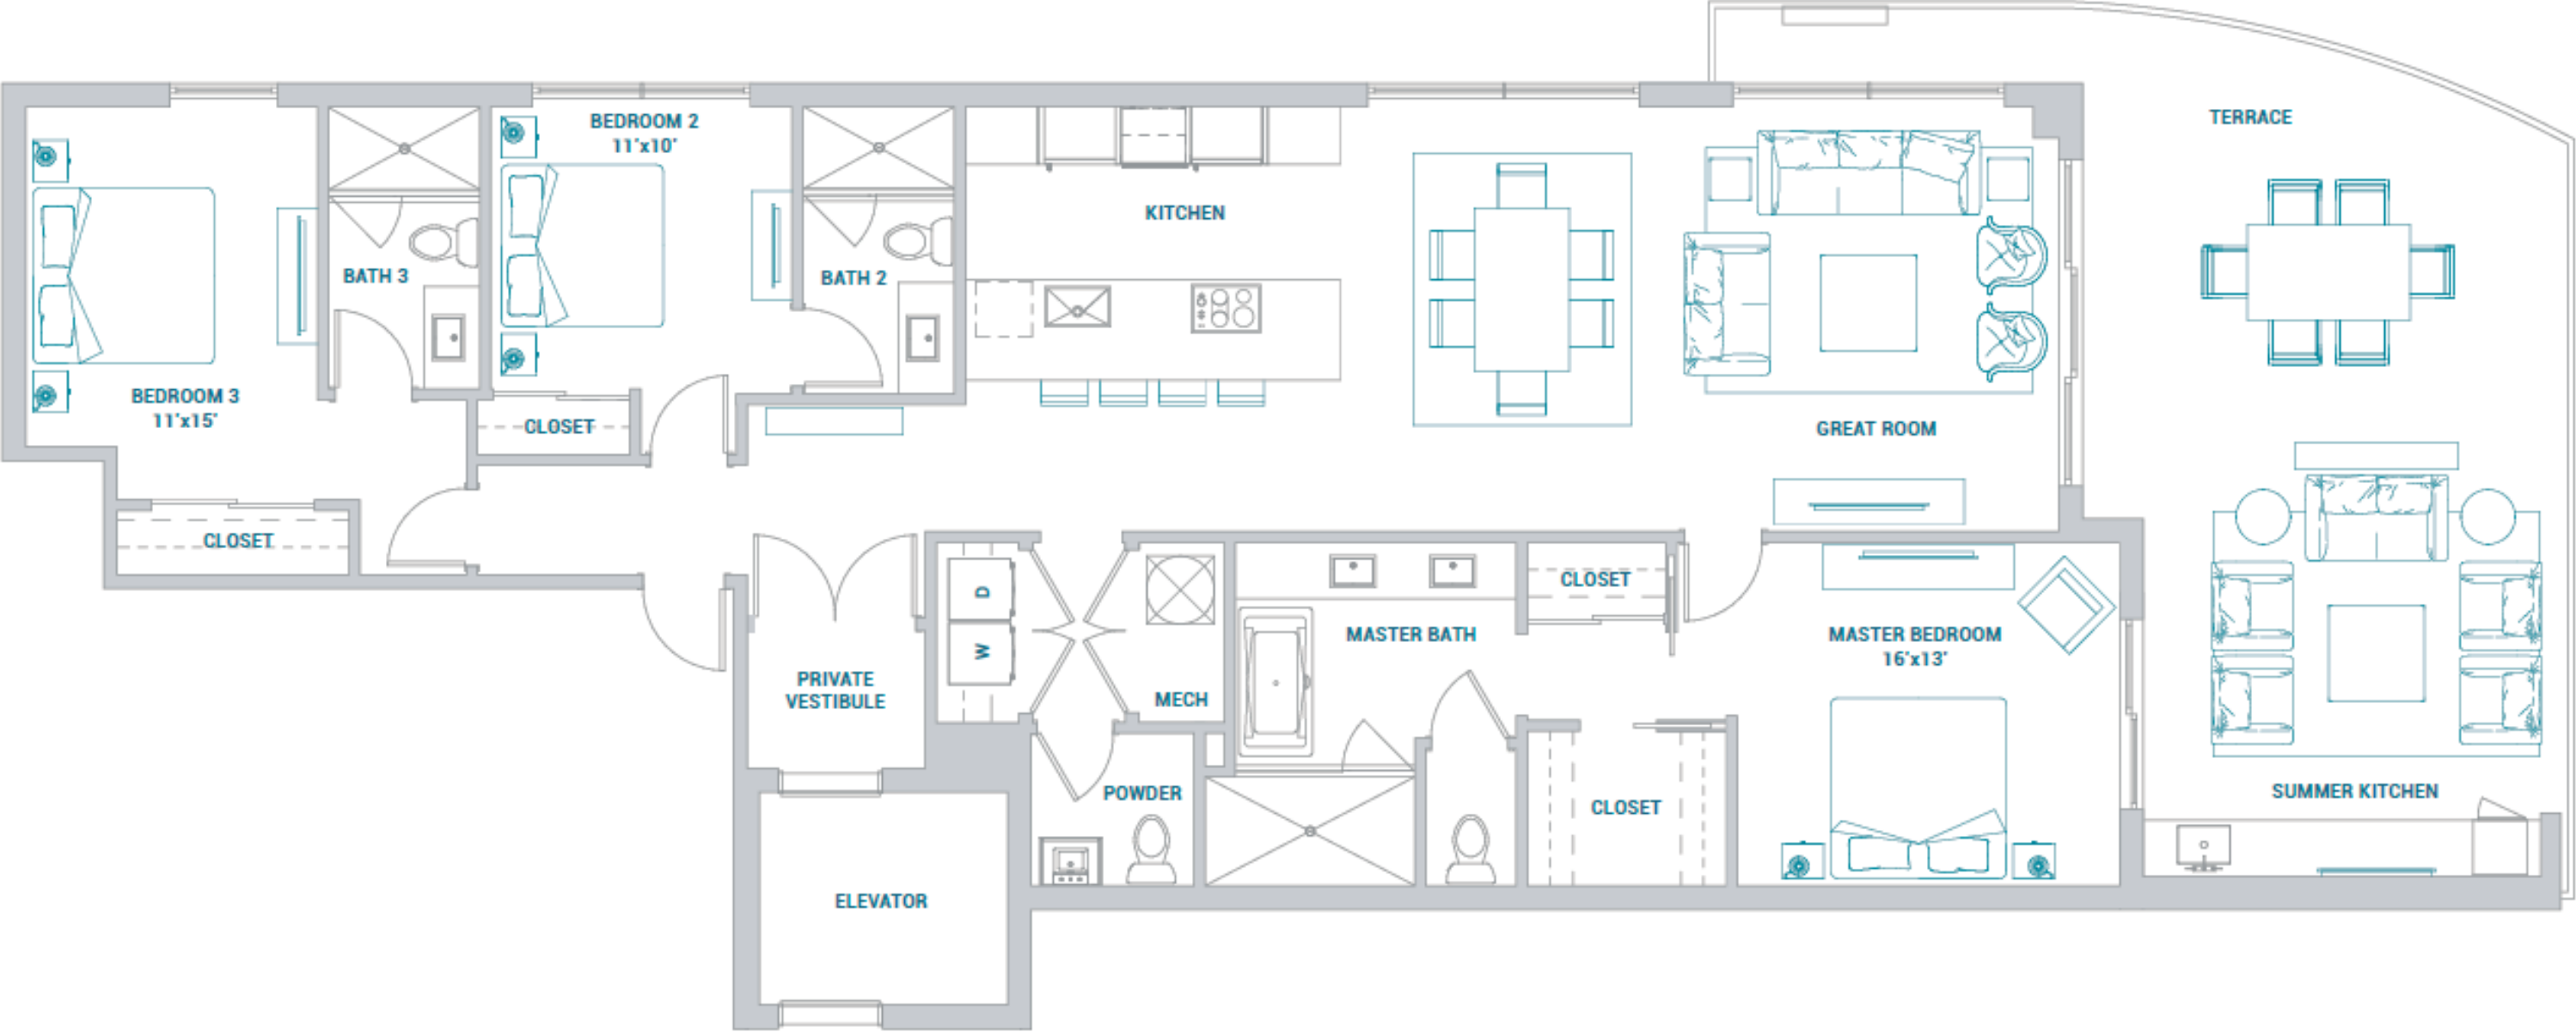 TERRACE
BEDROOM 2
11'x10'
KITCHEN
BATH 3
BATH 2
BEDROOM 3
11'x15'
CLOSET
GREAT ROOM
CLOSET
D
W
CLOSET
MASTER BATH
MASTER BEDROOM
16'x13'
PRIVATE
VESTIBULE
MECH
POWDER
CLOSET
SUMMER KITCHEN
ELEVATOR